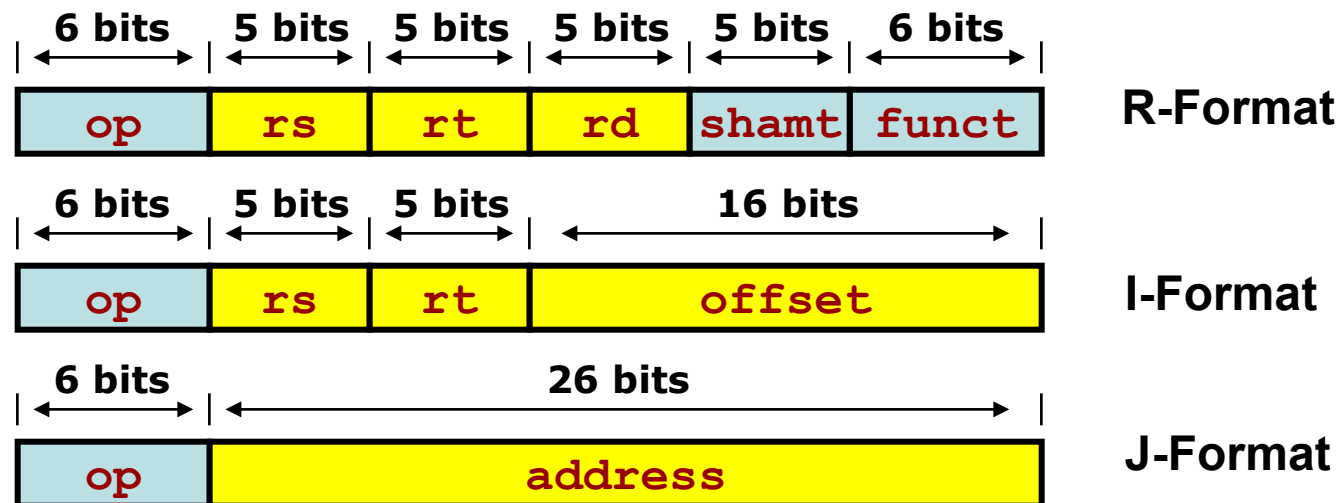 6 bits 5 bits 5 bits 5 bits 5 bits 6 bits
op rs rt rd shamt funct R-Format
6 bits 5 bits 5 bits 16 bits
op rs rt offset I-Format
6 bits 26 bits
op address J-Format